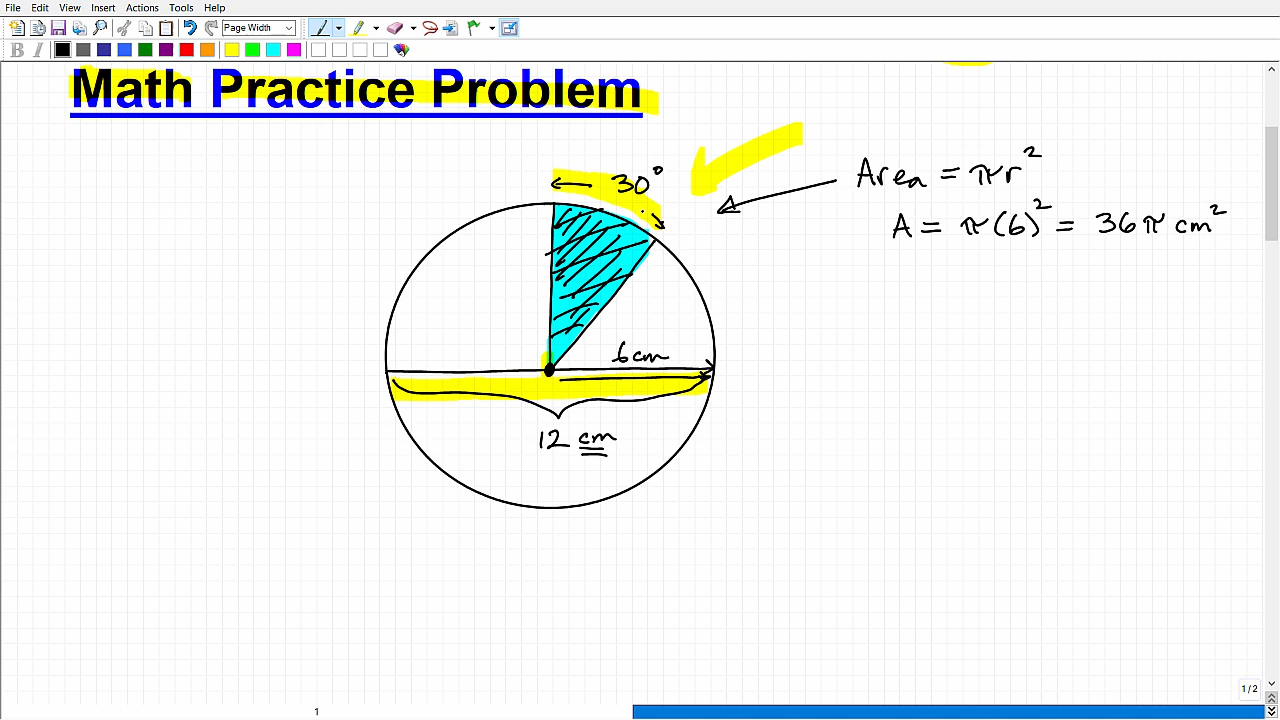 File Edit View Insert Actions Tools Help
Page Width
B I
Math Practice Problem
30°
Area = πr²
A = π(6)² = 36π cm²
6cm
12 cm
1/2
1